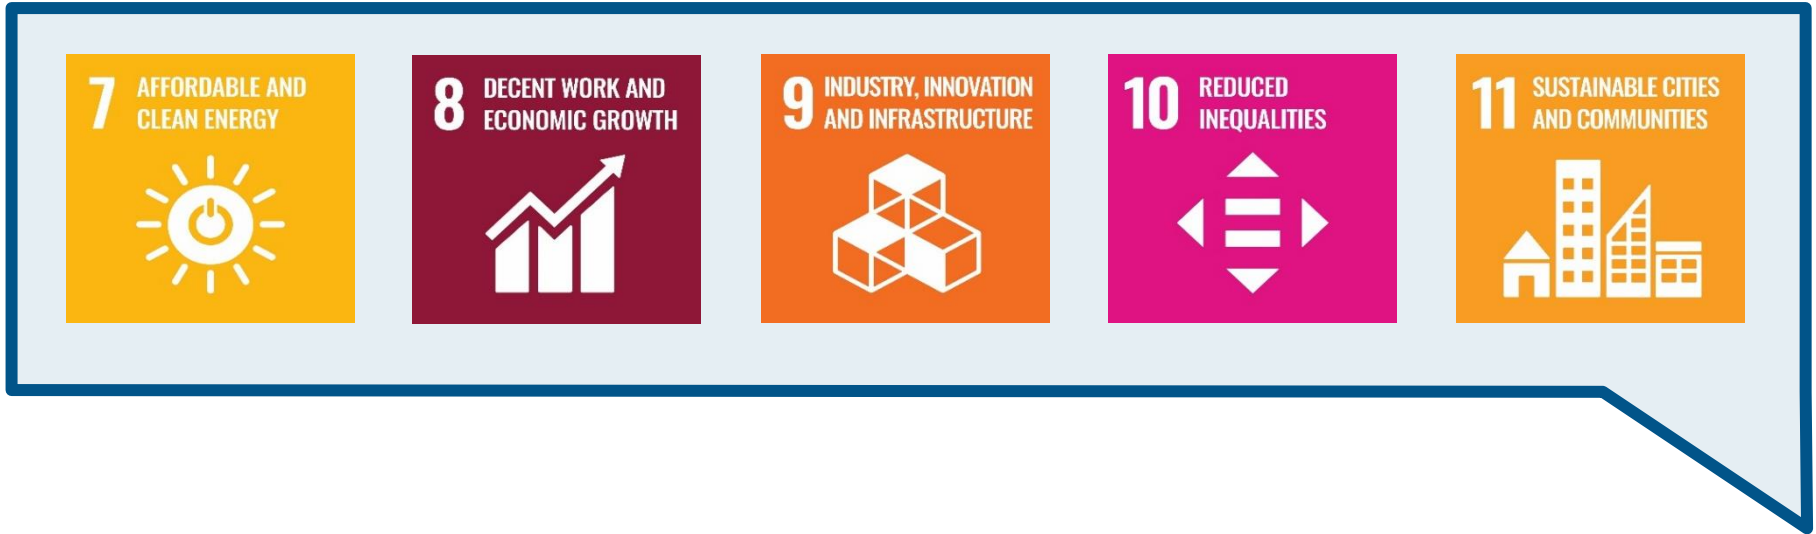 7 AFFORDABLE AND
CLEAN ENERGY
8 DECENT WORK AND
ECONOMIC GROWTH
9 INDUSTRY, INNOVATION
AND INFRASTRUCTURE
10 REDUCED
INEQUALITIES
11 SUSTAINABLE CITIES
AND COMMUNITIES